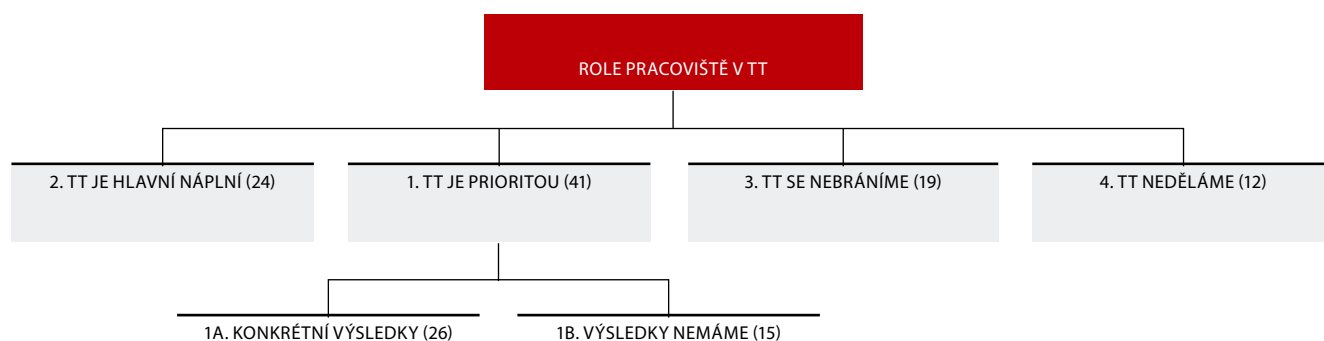 ROLE PRACOVIŠTĚ V TT
2. TT JE HLAVNÍ NÁPLNÍ (24)
1. TT JE PRIORITOU (41)
3. TT SE NEBRÁNÍME (19)
4. TT NEDĚLÁME (12)
1A. KONKRÉTNÍ VÝSLEDKY (26)
1B. VÝSLEDKY NEMÁME (15)